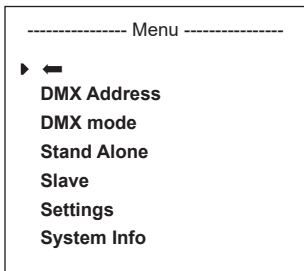 ---------------- Menu ----------------
DMX Address
DMX mode
Stand Alone
Slave
Settings
System Info